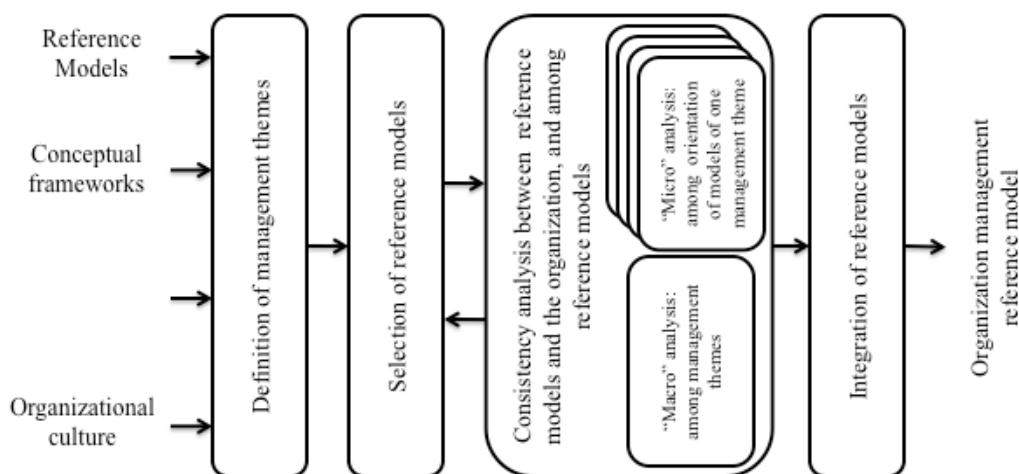 Reference
Models
Conceptual
frameworks
Organizational
culture
Definition of management themes
Selection of reference models
Consistency analysis between reference
models and the organization, and among
reference models
“Micro” analysis:
among orientation
of models of one
management theme
“Macro” analysis:
among management
themes
Integration of reference models
Organization management
reference model